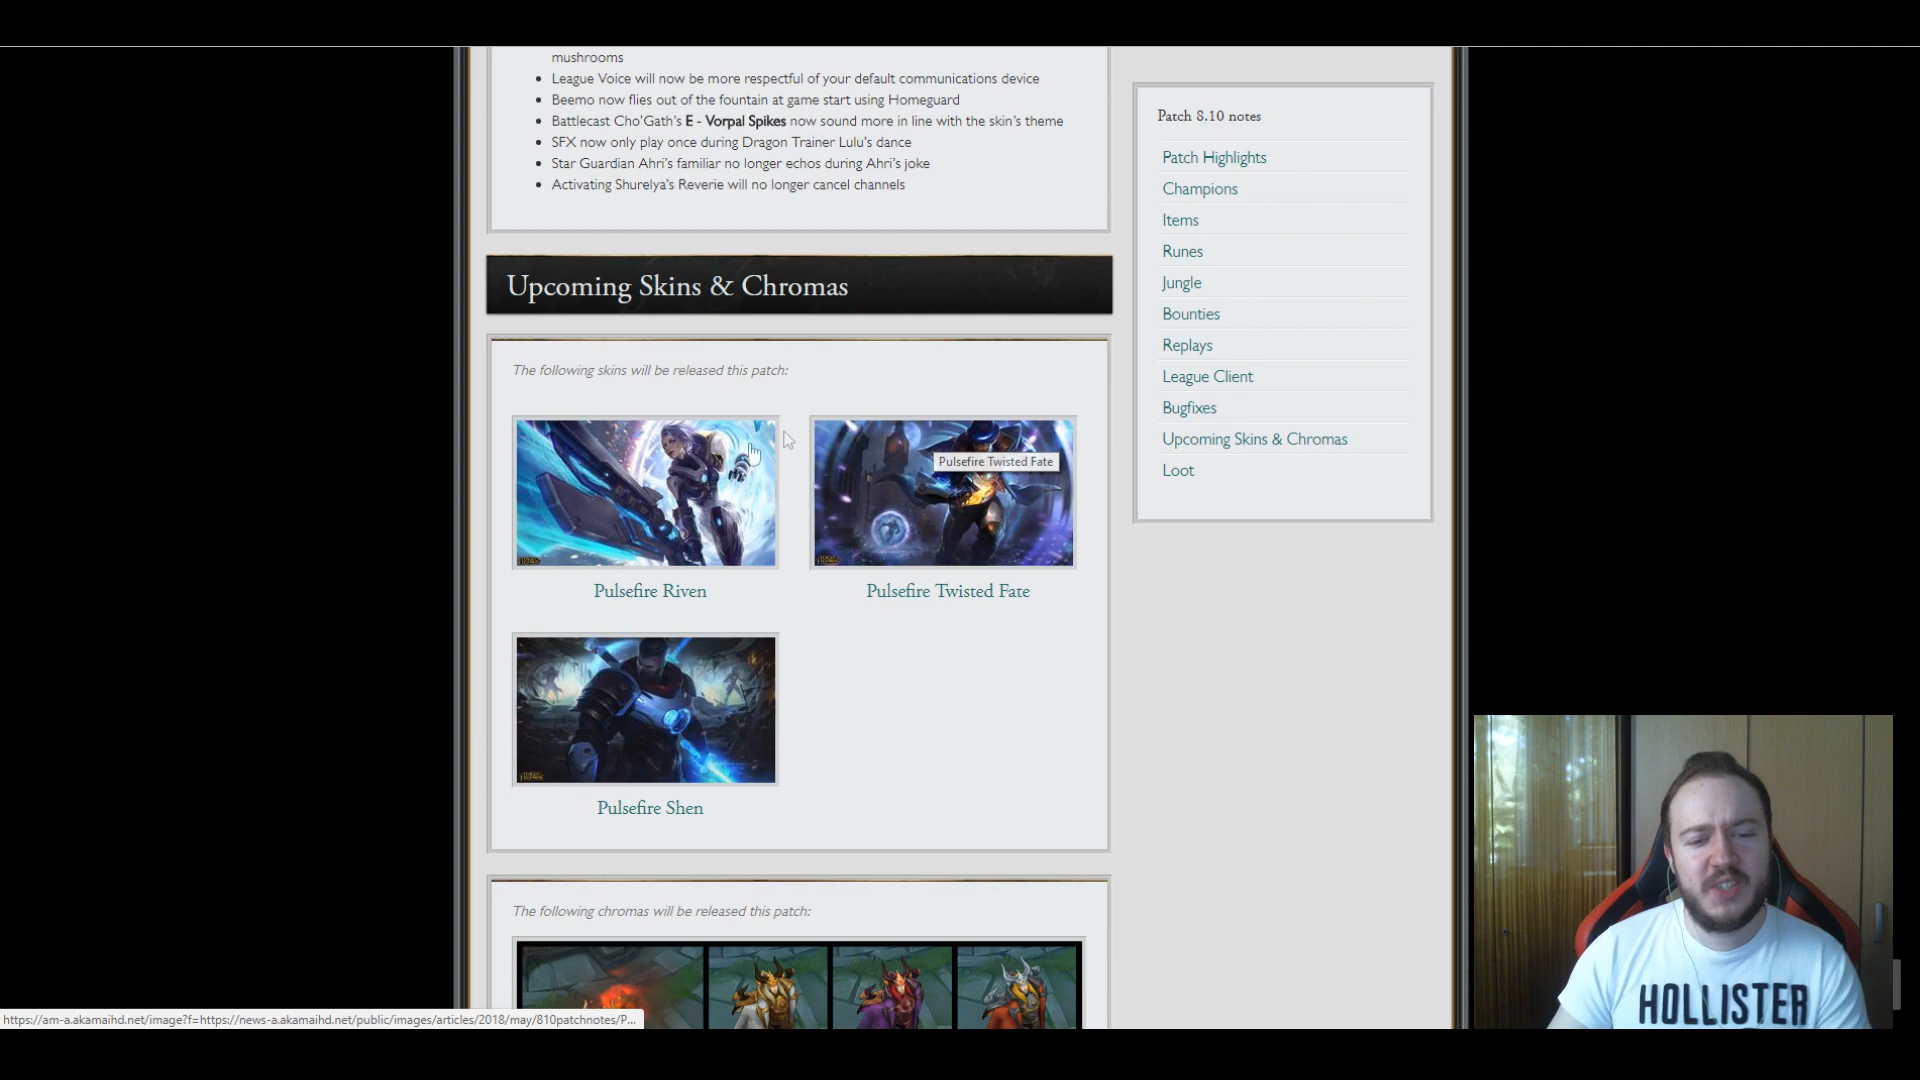 mushrooms
League Voice will now be more respectful of your default communications device
Beemo now flies out of the fountain at game start using Homeguard
Battlecast Cho'Gath's E - Vorpal Spikes now sound more in line with the skin's theme
SFX now only play once during Dragon Trainer Lulu's dance
Star Guardian Ahri's familiar no longer echos during Ahri's joke
Activating Shurelya's Reverie will no longer cancel channels
Upcoming Skins & Chromas
The following skins will be released this patch:
Pulsefire Twisted Fate
Pulsefire Riven
Pulsefire Twisted Fate
Pulsefire Shen
The following chromas will be released this patch:
Patch 8.10 notes
Patch Highlights
Champions
Items
Runes
Jungle
Bounties
Replays
League Client
Bugfixes
Upcoming Skins & Chromas
Loot
HOLLISTER
https://am-a.akamaihd.net/image?f=https://news-a.akamaihd.net/public/images/articles/2018/may/810patchnotes/P...